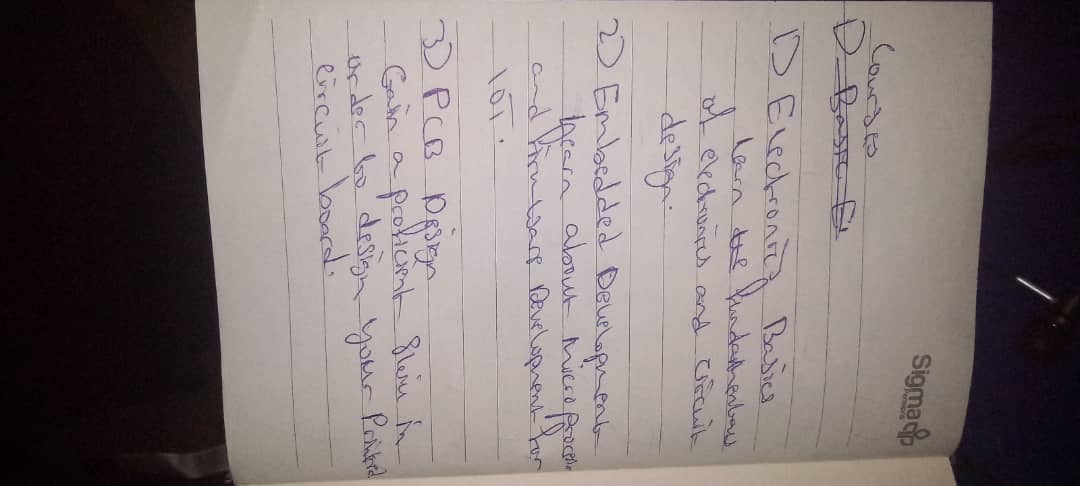 Sigma
Courses
1) Basic El
1) Electronics Basics
learn the fundamentals
of electronics and circuit
design.
2) Embedded Development
learn about Microprocess
and firmware Development for
IOT.
3) PCB Design
Gain a proficient skill in
order to design your Printed
circuit board.